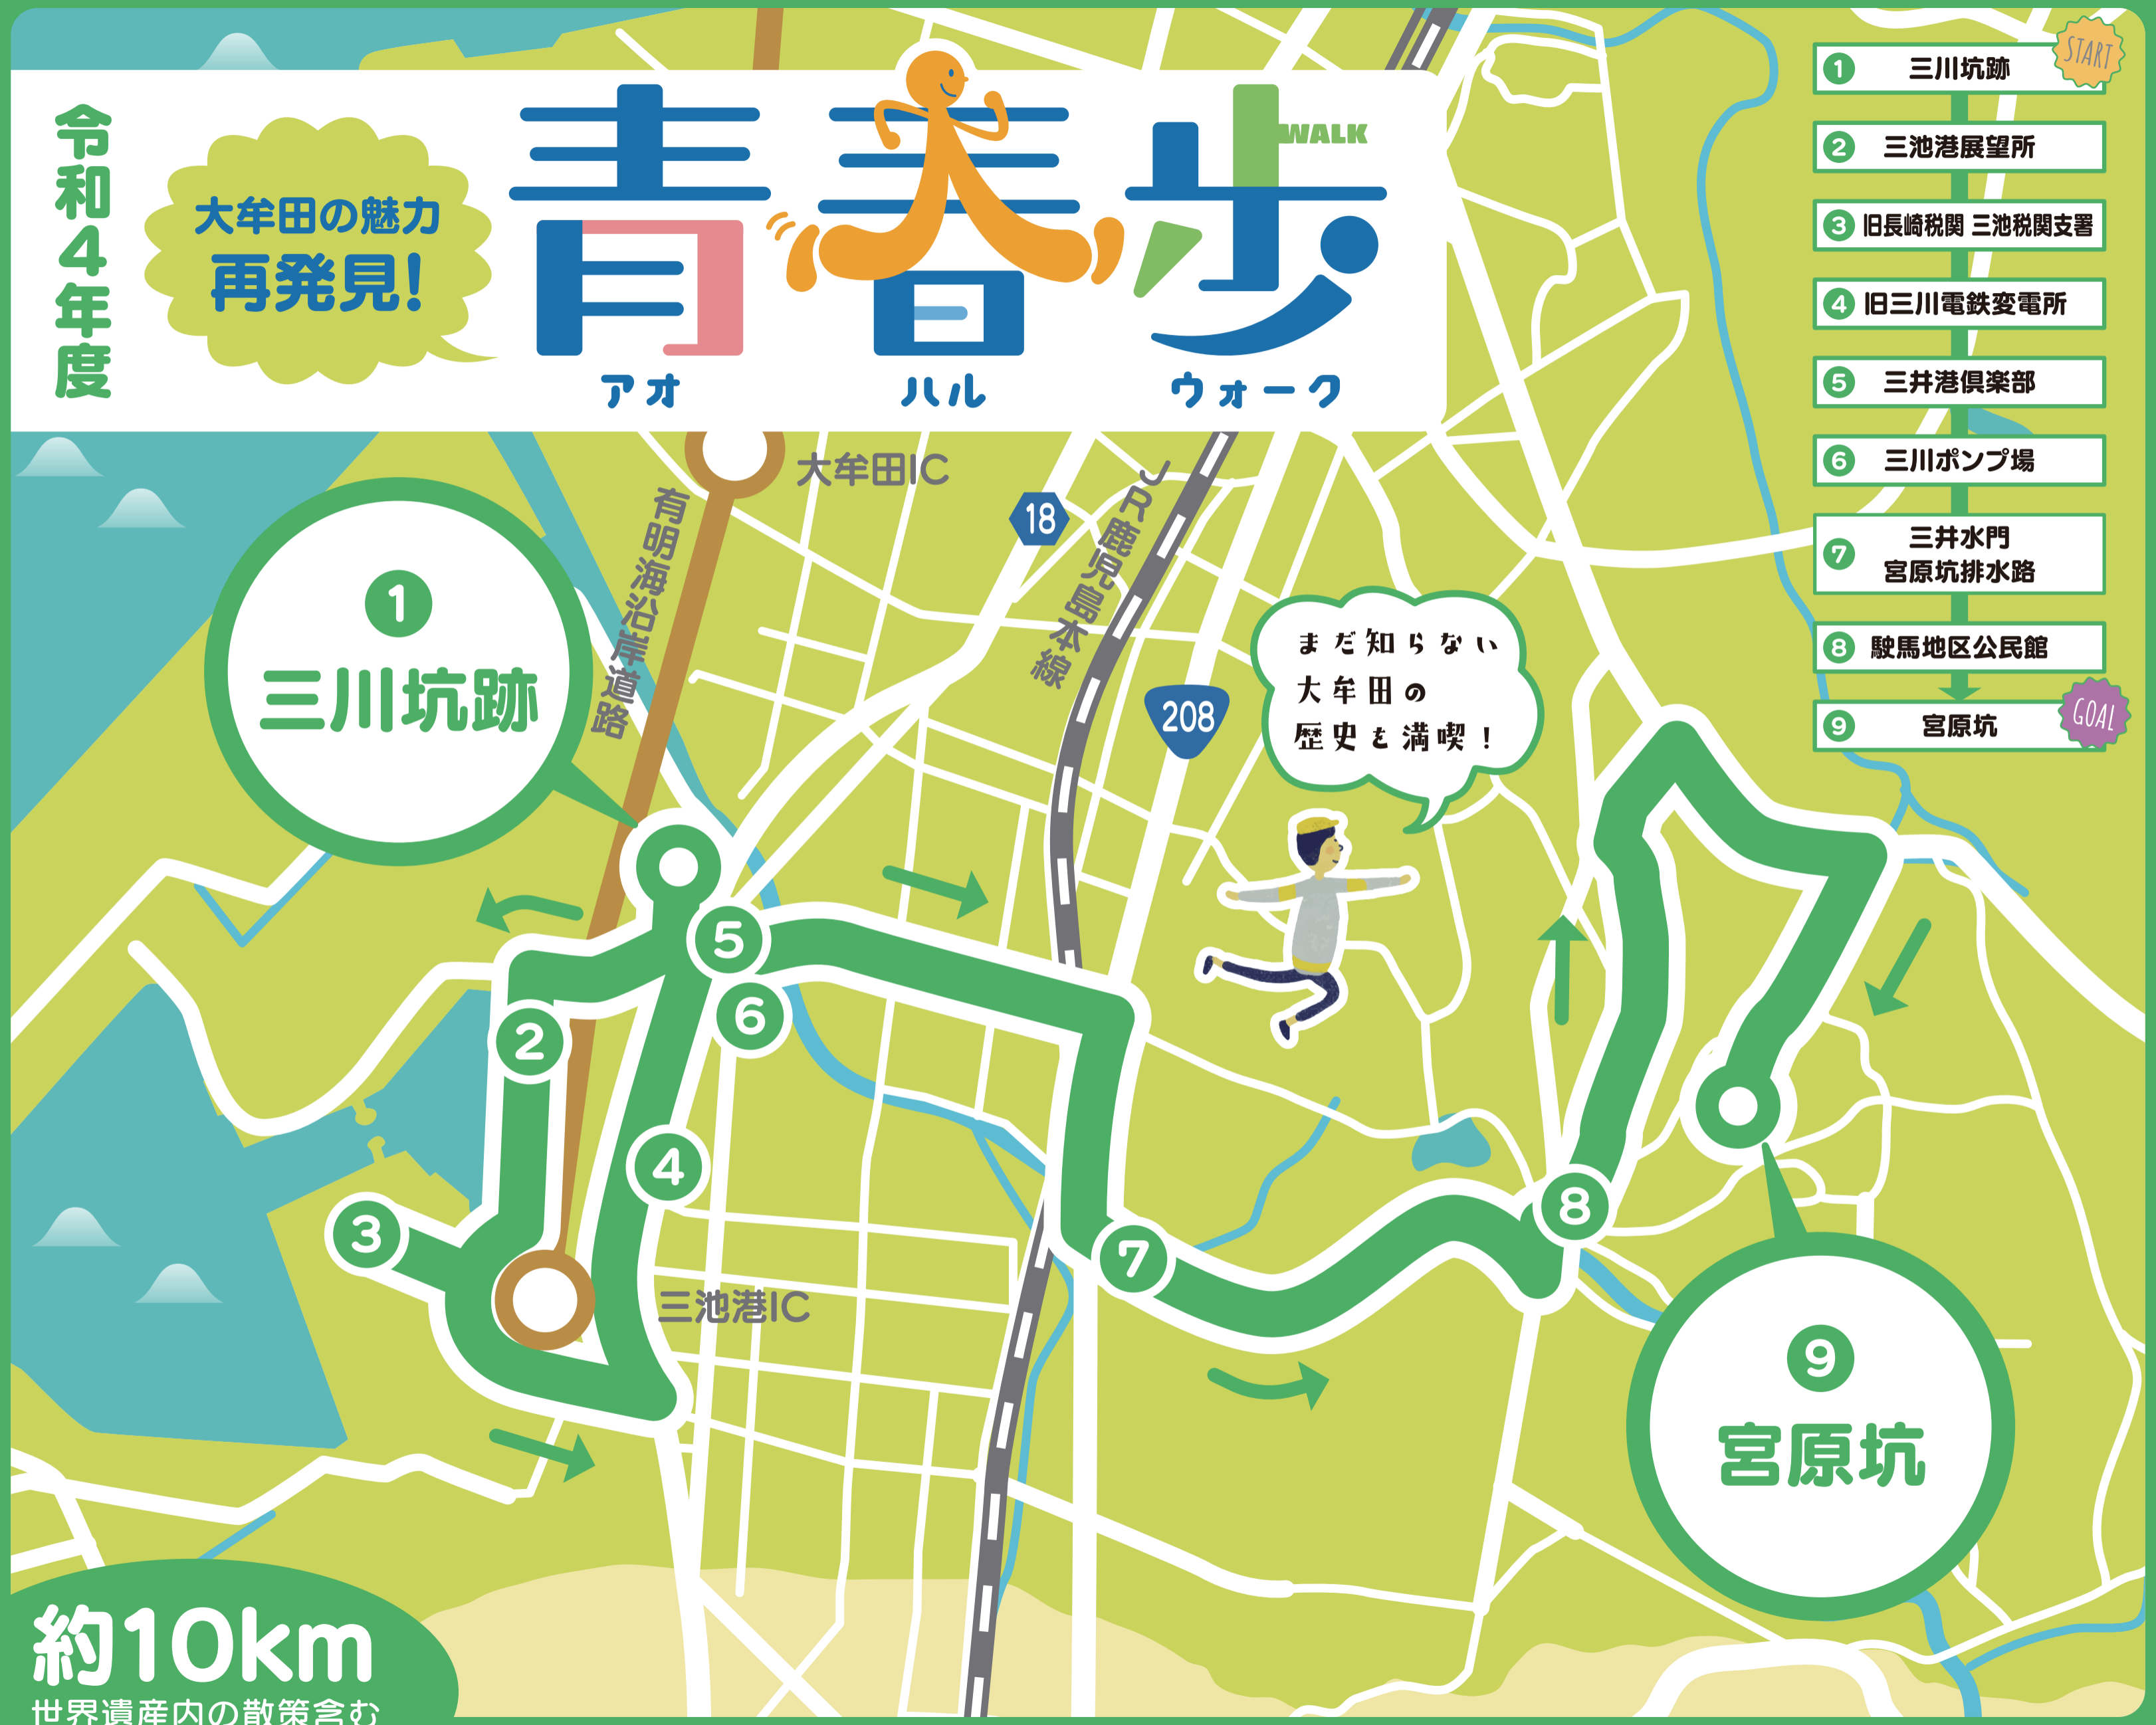 令和4年度
大牟田の魅力
再発見!
青春歩
WALK
アオ ハル ウォーク
START
1 三川坑跡
2 三池港展望所
3 旧長崎税関 三池税関支署
4 旧三川電鉄変電所
5 三井港倶楽部
6 三川ポンプ場
7 三井水門
宮原坑排水路
8 駛馬地区公民館
9 宮原坑
GOAL
大牟田IC
有明海沿岸道路
18
JR鹿児島本線
208
まだ知らない
大牟田の
歴史を満喫!
1
三川坑跡
5
6
2
4
3
7
8
三池港IC
9
宮原坑
約10km
世界遺産内の散策含む